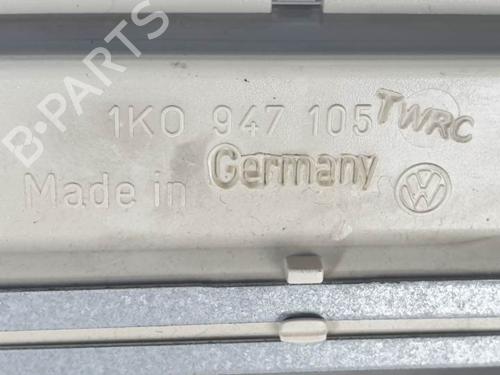 B-PARTS
1K0 947 105 TWRC
Made in Germany